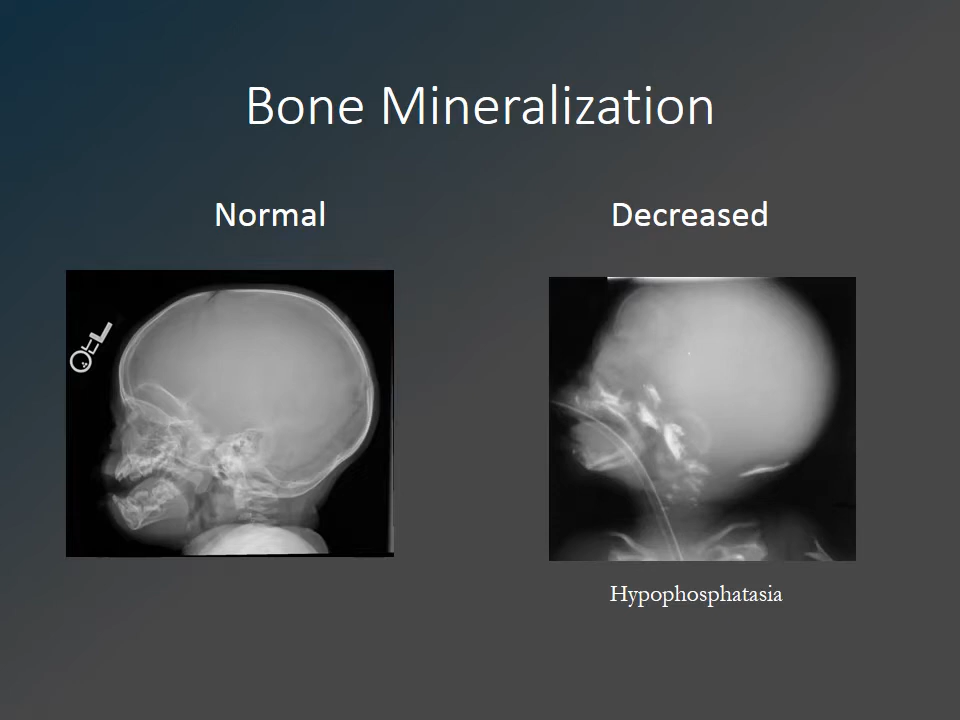 Bone Mineralization
Normal
Decreased
Hypophosphatasia